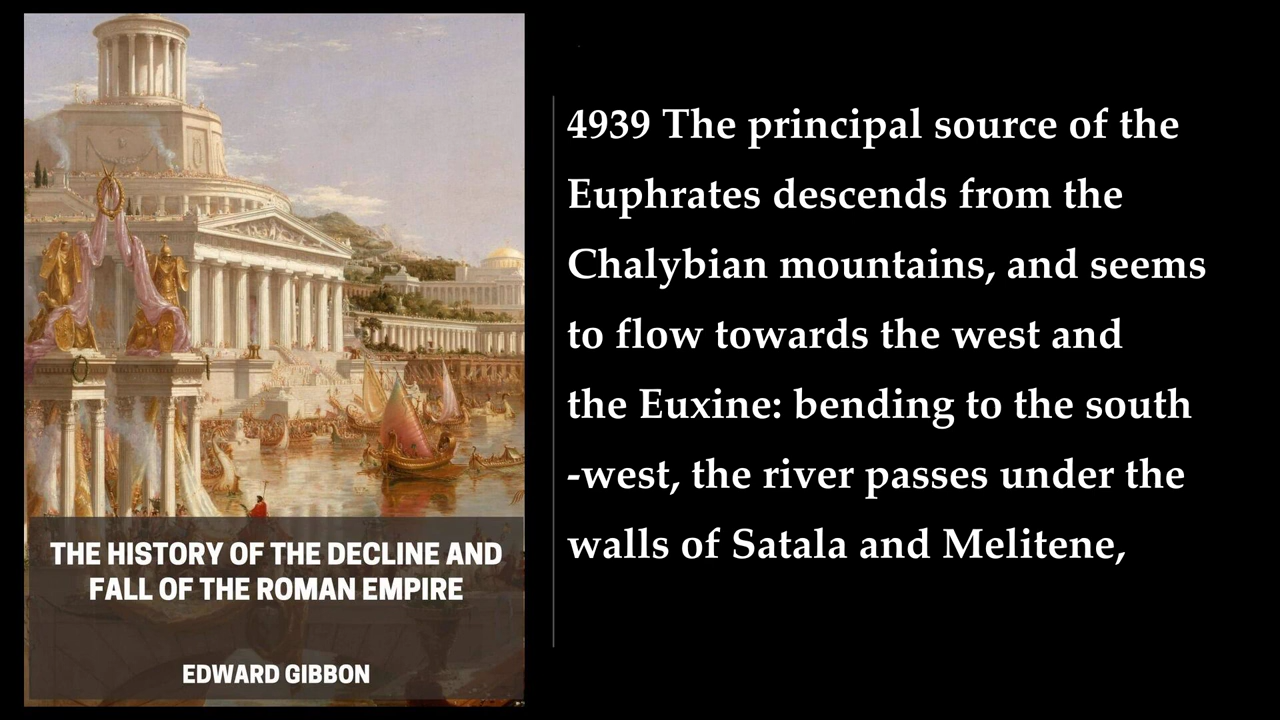 THE HISTORY OF THE DECLINE AND
FALL OF THE ROMAN EMPIRE
EDWARD GIBBON
4939 The principal source of the
Euphrates descends from the
Chalybian mountains, and seems
to flow towards the west and
the Euxine: bending to the south
-west, the river passes under the
walls of Satala and Melitene,